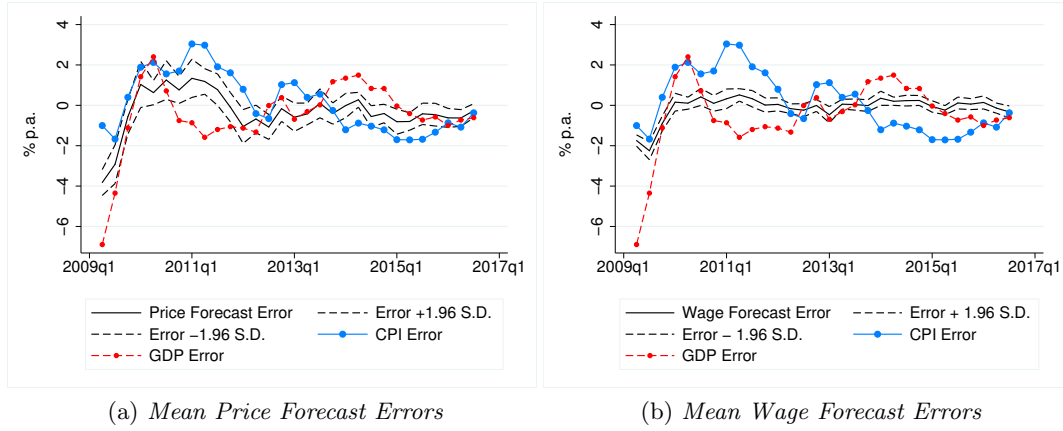 4
2
0
−2
−4
−6
% p.a.
2009q1 2011q1 2013q1 2015q1 2017q1
Price Forecast Error Error +1.96 S.D.
Error −1.96 S.D. CPI Error
GDP Error
(a) Mean Price Forecast Errors
4
2
0
−2
−4
−6
% p.a.
2009q1 2011q1 2013q1 2015q1 2017q1
Wage Forecast Error Error + 1.96 S.D.
Error − 1.96 S.D. CPI Error
GDP Error
(b) Mean Wage Forecast Errors